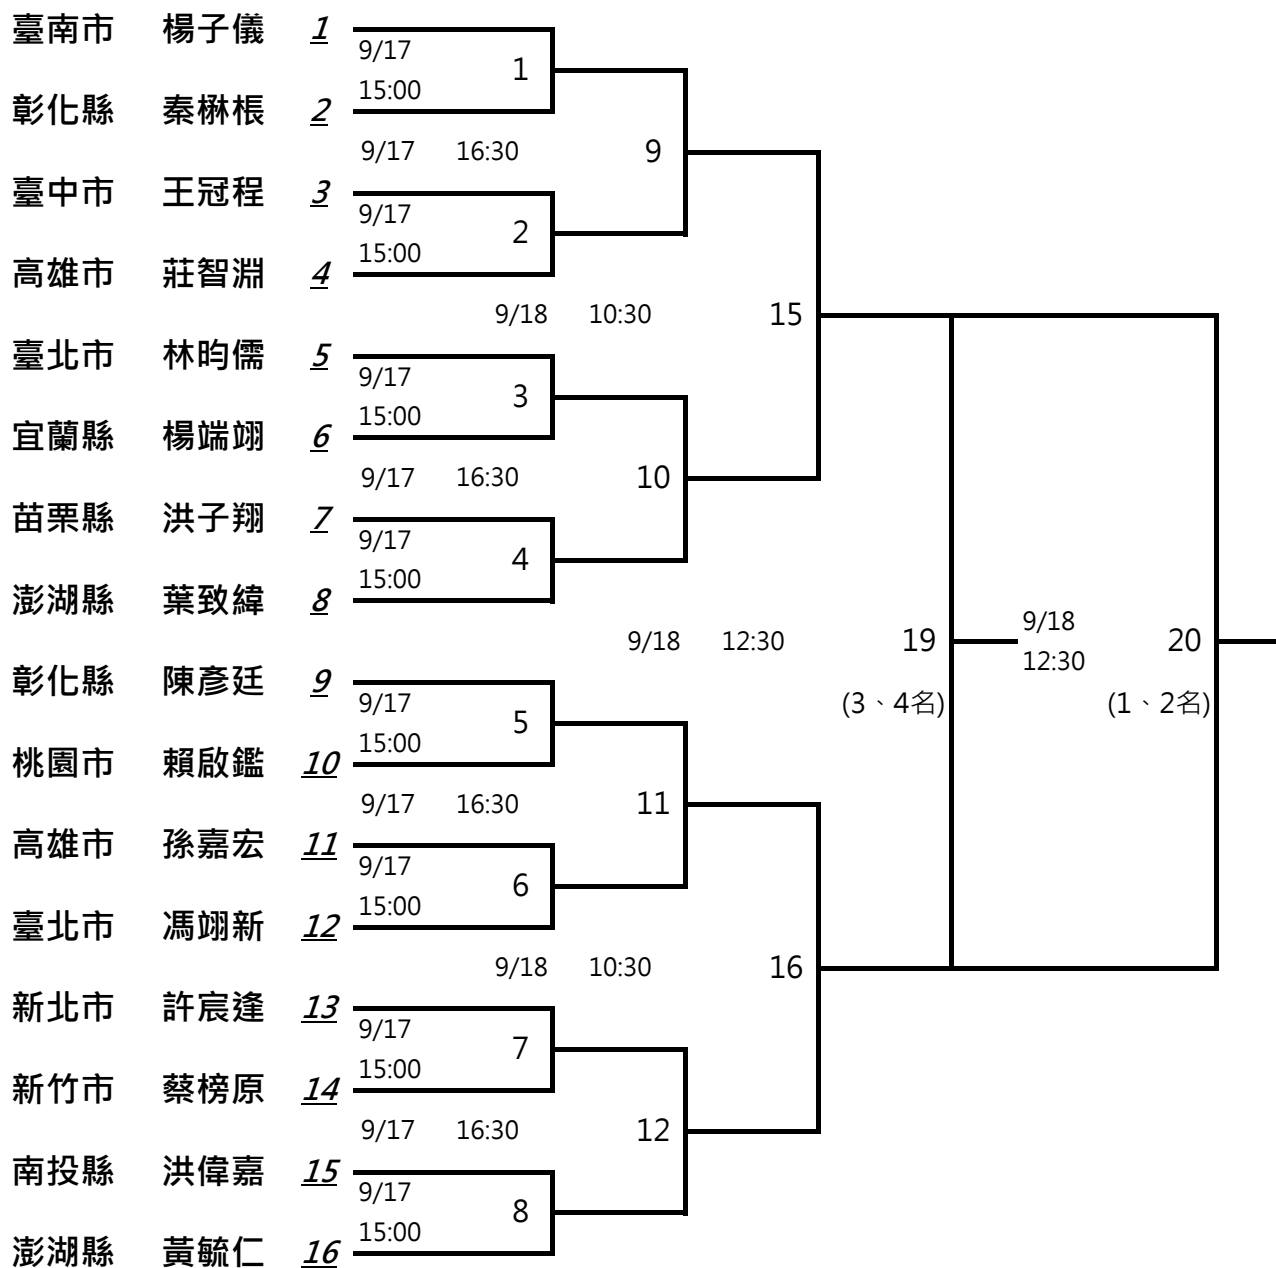 臺南市 楊子儀 1
9/17
15:00 1
彰化縣 秦楙棖 2
9/17 16:30 9
臺中市 王冠程 3
9/17
15:00 2
高雄市 莊智淵 4
9/18 10:30 15
臺北市 林昀儒 5
9/17
15:00 3
宜蘭縣 楊端翊 6
9/17 16:30 10
苗栗縣 洪子翔 7
9/17
15:00 4
澎湖縣 葉致緯 8
9/18 12:30 19
(3、4名)
9/18
12:30 20
(1、2名)
彰化縣 陳彥廷 9
9/17
15:00 5
桃園市 賴啟鑑 10
9/17 16:30 11
高雄市 孫嘉宏 11
9/17
15:00 6
臺北市 馮翊新 12
9/18 10:30 16
新北市 許宸逢 13
9/17
15:00 7
新竹市 蔡榜原 14
9/17 16:30 12
南投縣 洪偉嘉 15
9/17
15:00 8
澎湖縣 黃毓仁 16